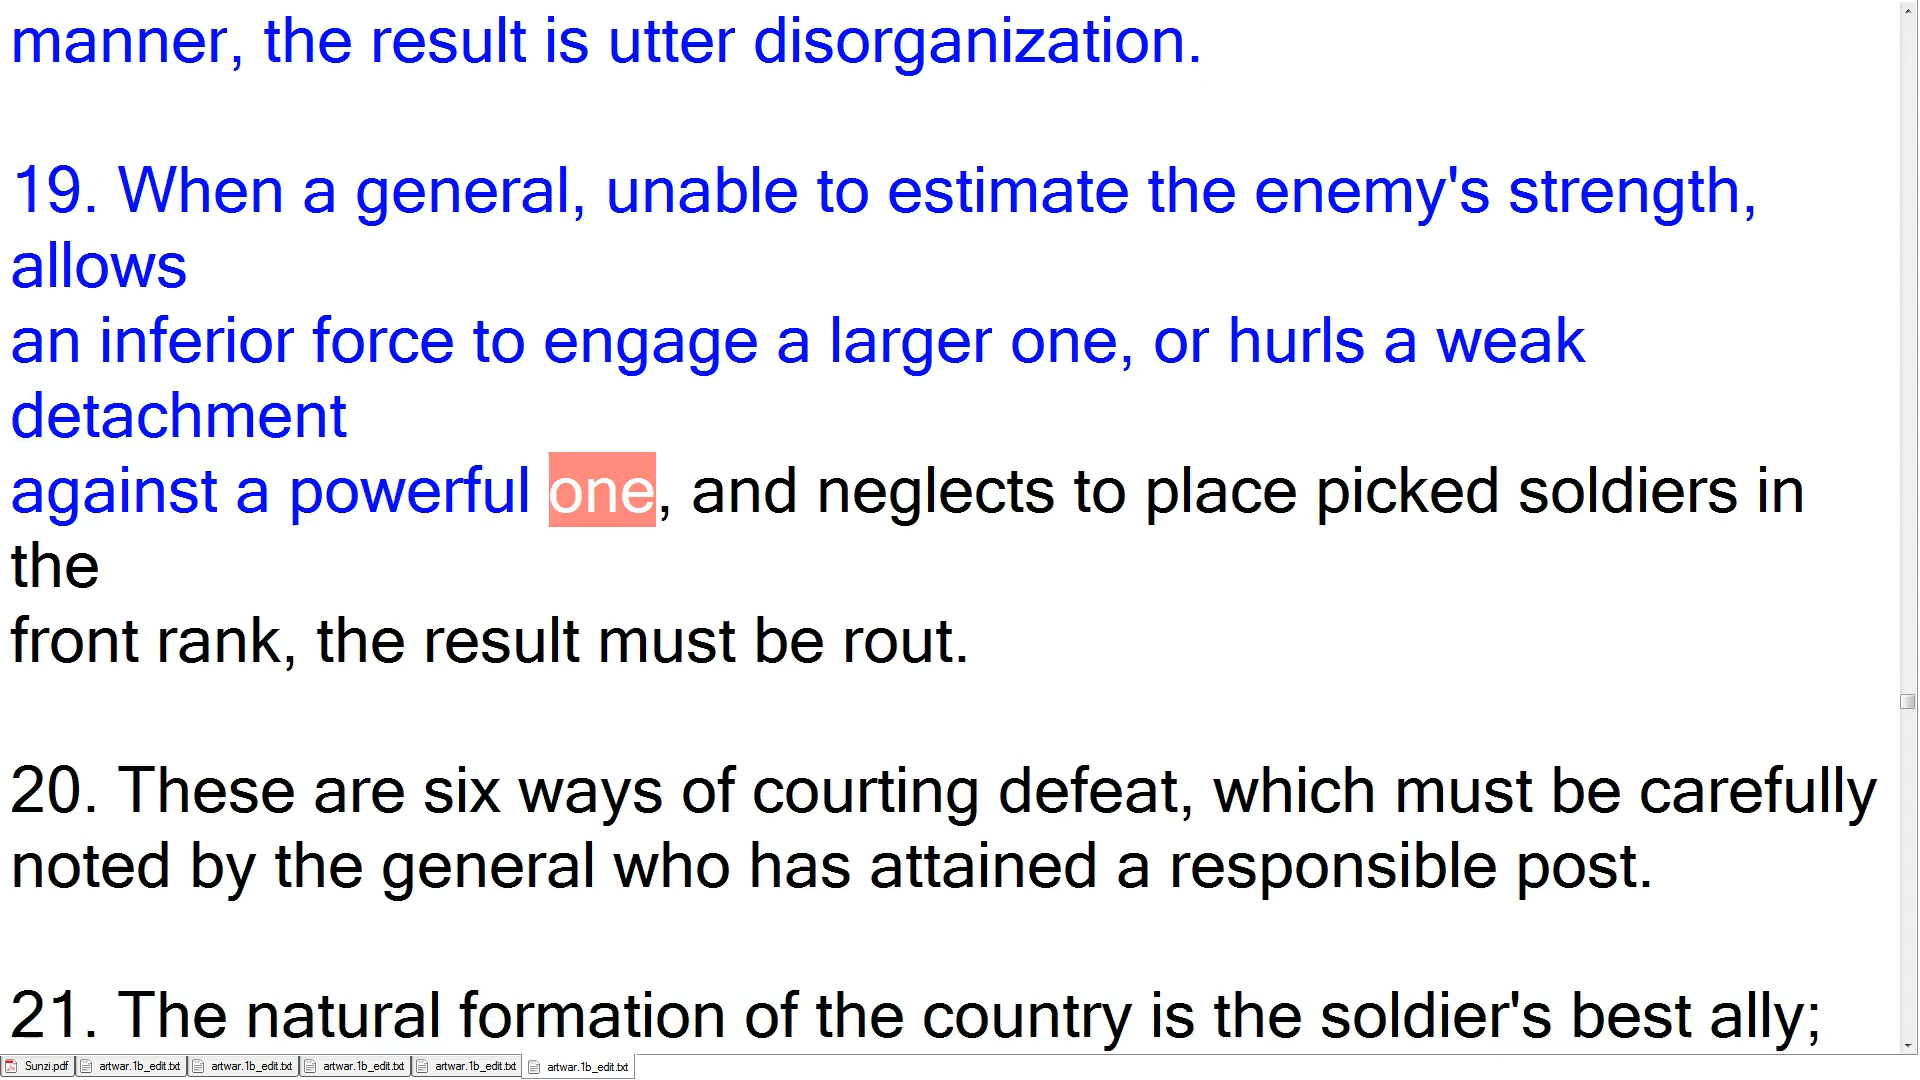 manner, the result is utter disorganization.
19. When a general, unable to estimate the enemy's strength,
allows
an inferior force to engage a larger one, or hurls a weak
detachment
against a powerful one, and neglects to place picked soldiers in
the
front rank, the result must be rout.
20. These are six ways of courting defeat, which must be carefully
noted by the general who has attained a responsible post.
21. The natural formation of the country is the soldier's best ally;
Sunzi.pdf artwar.1b_edit.txt artwar.1b_edit.txt artwar.1b_edit.txt artwar.1b_edit.txt artwar.1b_edit.txt